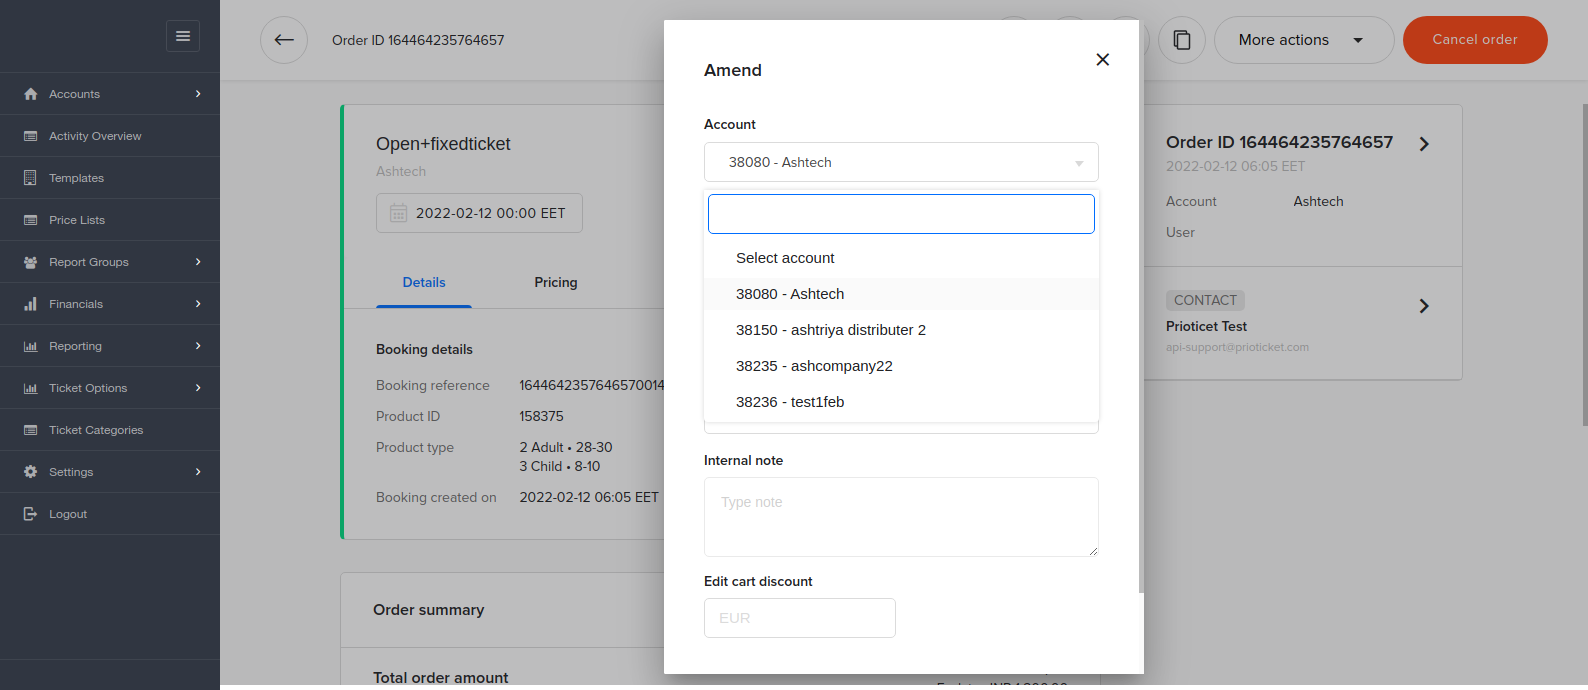 Order ID 164464235764657
More actions
Cancel order
Accounts
Activity Overview
Templates
Price Lists
Report Groups
Financials
Reporting
Ticket Options
Ticket Categories
Settings
Logout
Open+fixedticket
Ashtech
2022-02-12 00:00 EET
Details
Pricing
Booking details
Booking reference 1644642357646570014
Product ID 158375
Product type 2 Adult • 28-30
3 Child • 8-10
Booking created on 2022-02-12 06:05 EET
Order summary
Total order amount
Amend
Account
38080 - Ashtech
Select account
38080 - Ashtech
38150 - ashtriya distributer 2
38235 - ashcompany22
38236 - test1feb
Internal note
Type note
Edit cart discount
EUR
Order ID 164464235764657
2022-02-12 06:05 EET
Account Ashtech
User
CONTACT
Prioticet Test
api-support@prioticket.com